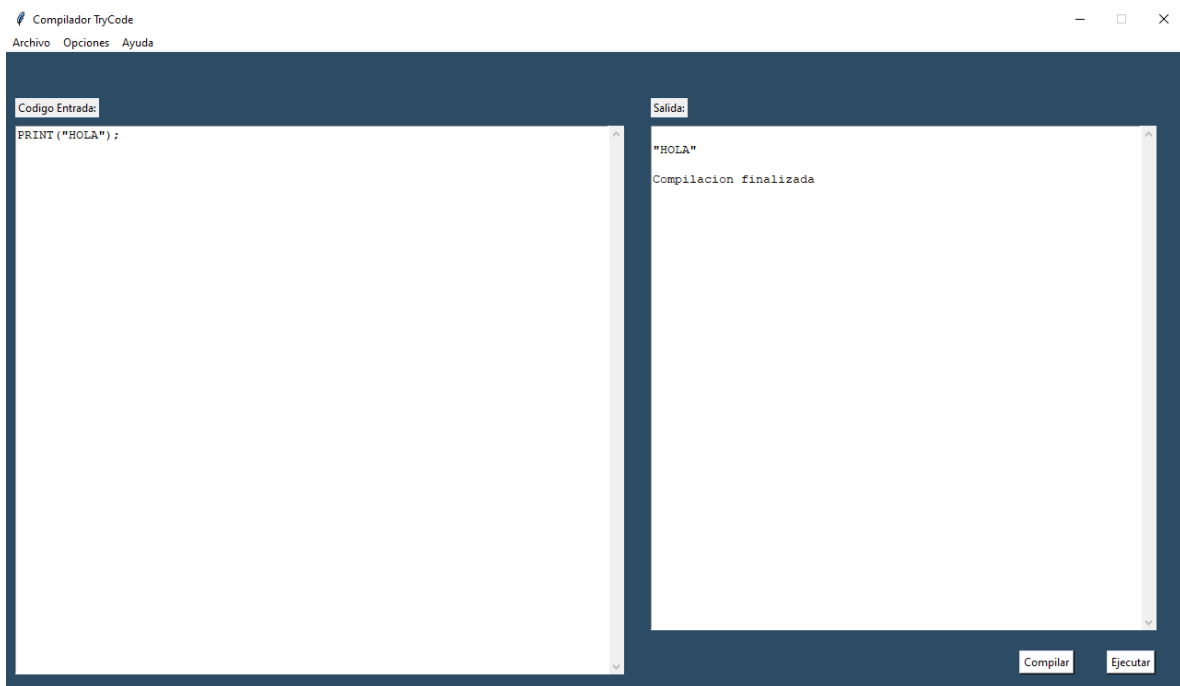 Compilador TryCode
Archivo Opciones Ayuda
Codigo Entrada:
PRINT("HOLA");
Salida:
"HOLA"
Compilacion finalizada
Compilar
Ejecutar